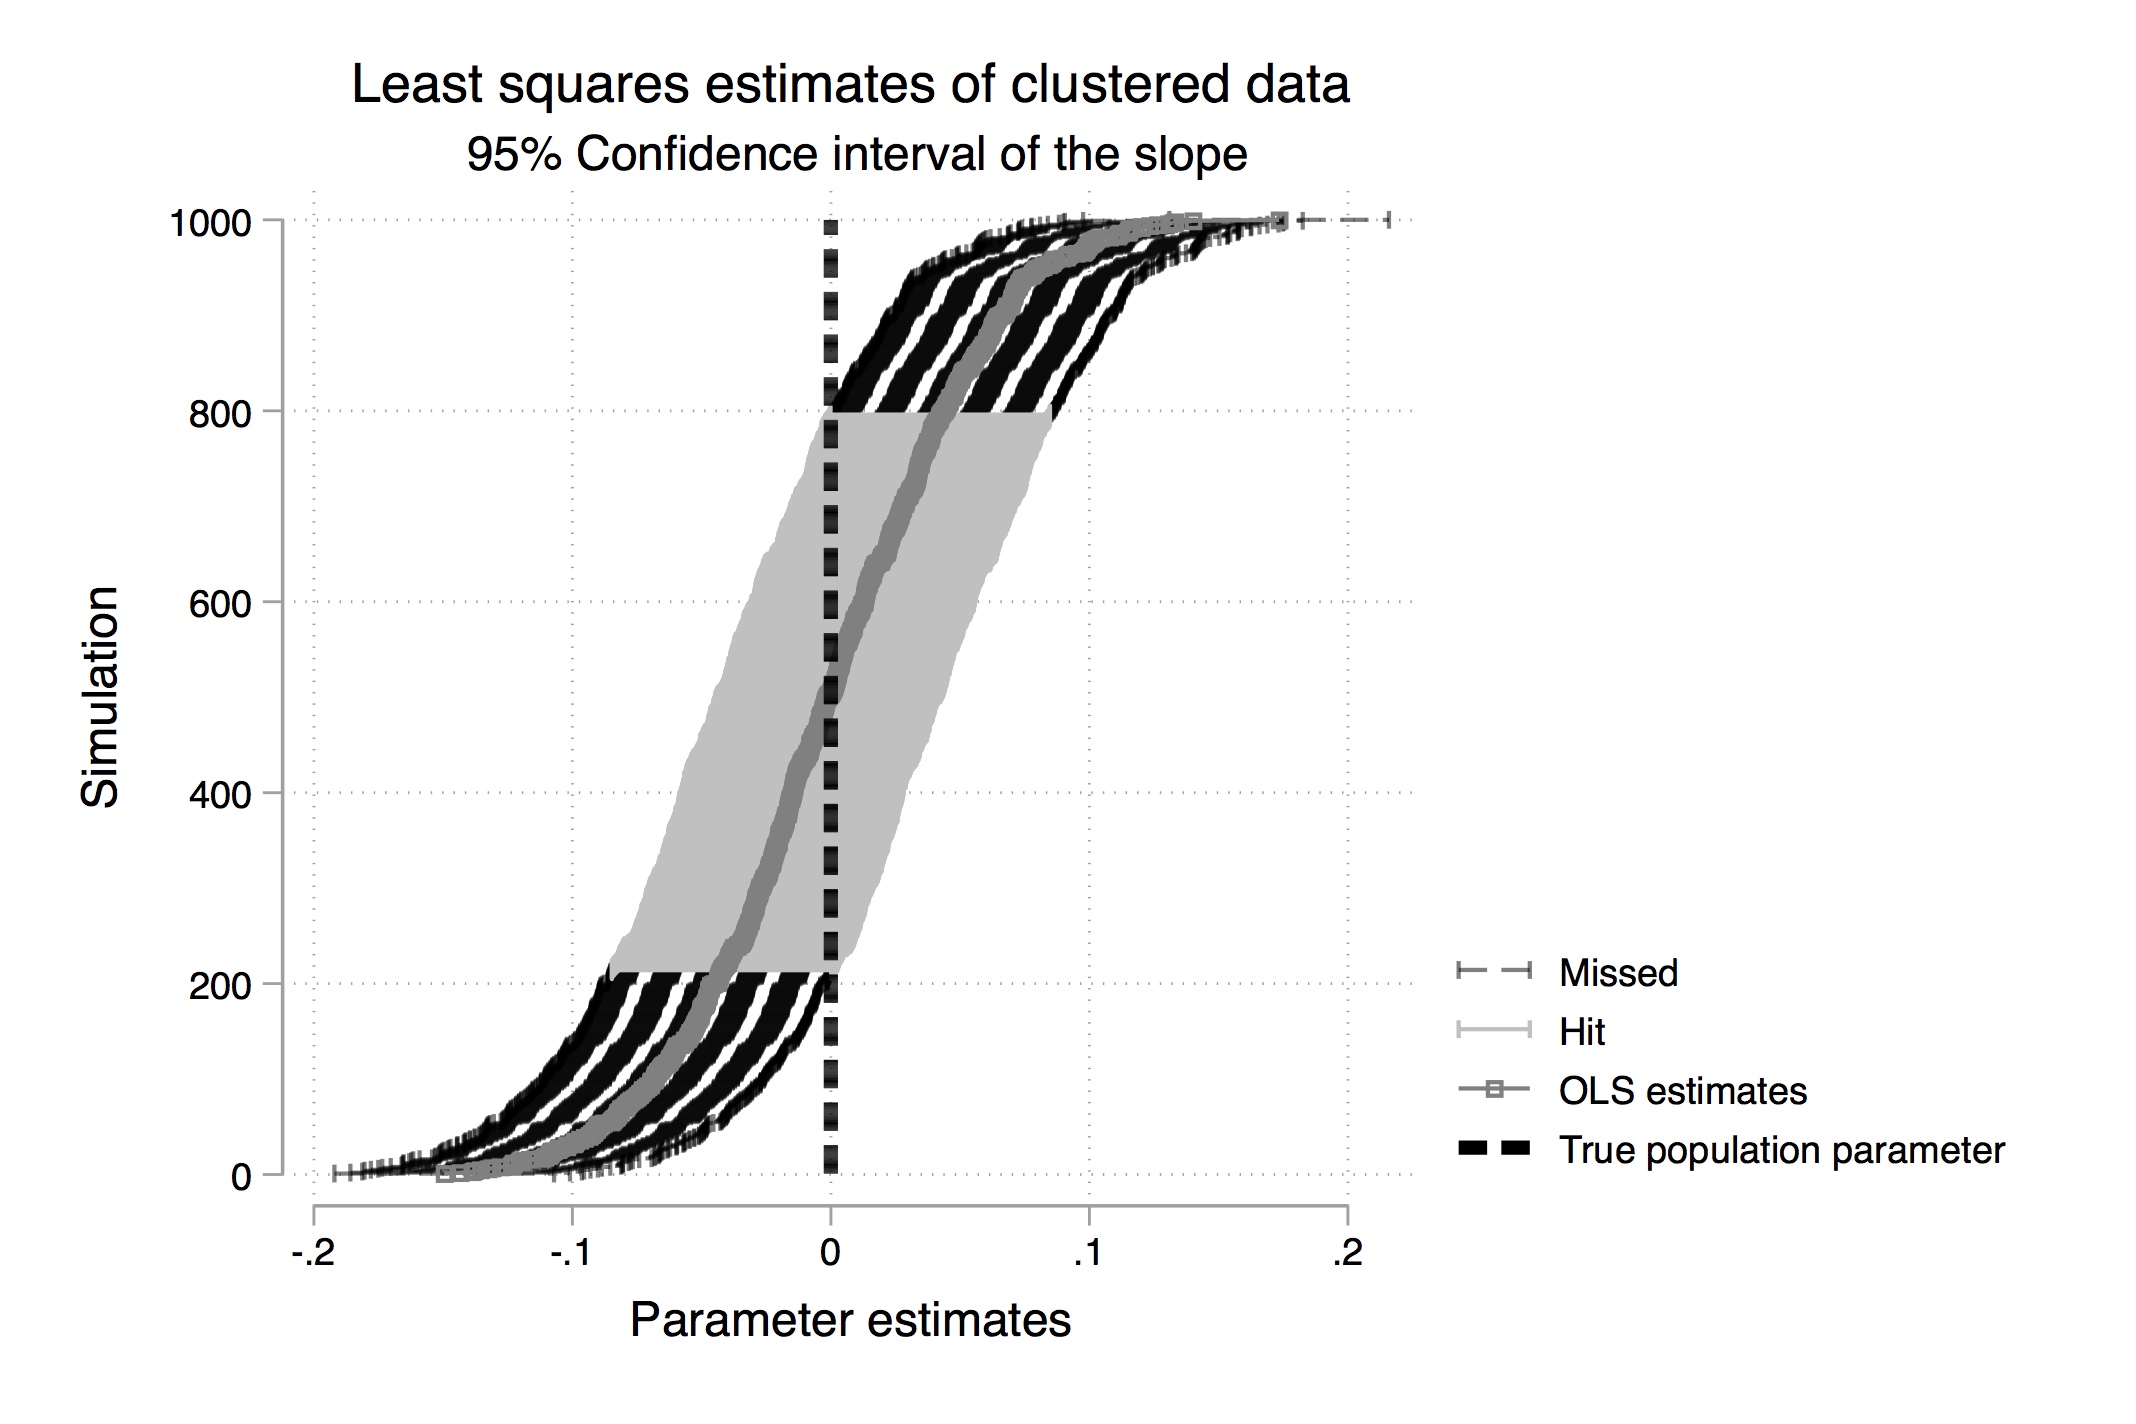 Least squares estimates of clustered data
95% Confidence interval of the slope
1000
800
600
400
200
0
Simulation
-.2 -.1 0 .1 .2
Parameter estimates
Missed
Hit
OLS estimates
True population parameter